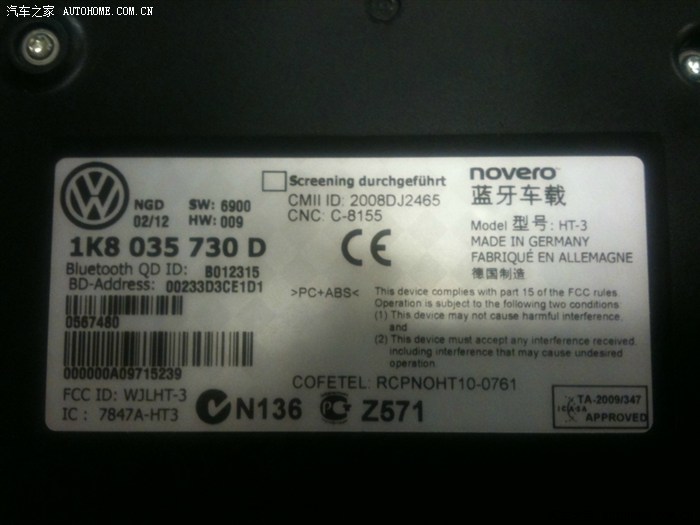 汽车之家 AUTOHOME.COM.CN
NGD SW: 6900
02/12 HW: 009
1K8 035 730 D
Bluetooth QD ID: B012315
BD-Address: 00233D3CE1D1
0567480
000000A09715239
FCC ID: WJLHT-3
IC : 7847A-HT3
Screening durchgeführt
CMII ID: 2008DJ2465
CNC: C-8155
CE
>PC+ABS<
novero
蓝牙车载
Model 型号: HT-3
MADE IN GERMANY
FABRIQUÉ EN ALLEMAGNE
德国制造
This device complies with part 15 of the FCC rules
Operation is subject to the following two conditions:
(1) This device may not cause harmful interference.
and
(2) This device must accept any interference received.
including interference that may cause undesired
operation.
COFETEL: RCPNOHT10-0761
N136 Z571
TA-2009/347
ICASA
APPROVED